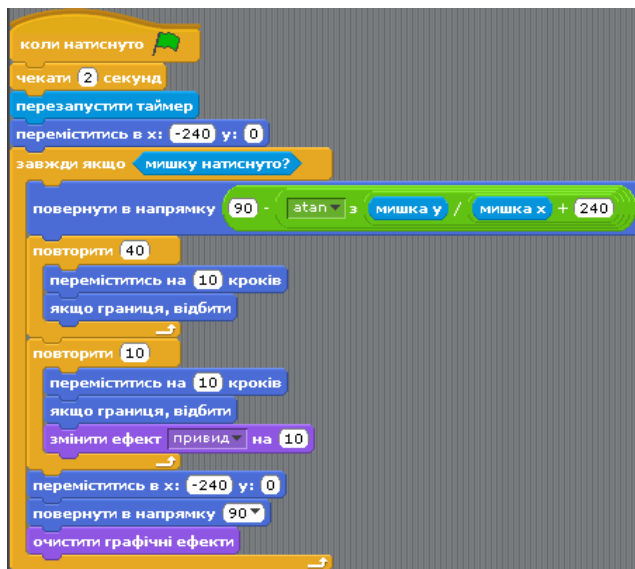 коли натиснуто
чекати 2 секунд
перезапустити таймер
переміститись в x: -240 y: 0
завжди якщо мишку натиснуто?
повернути в напрямку 90 - atan з мишка y / мишка x + 240
повторити 40
переміститись на 10 кроків
якщо границя, відбити
повторити 10
переміститись на 10 кроків
якщо границя, відбити
змінити ефект привид на 10
переміститись в x: -240 y: 0
повернути в напрямку 90
очистити графічні ефекти